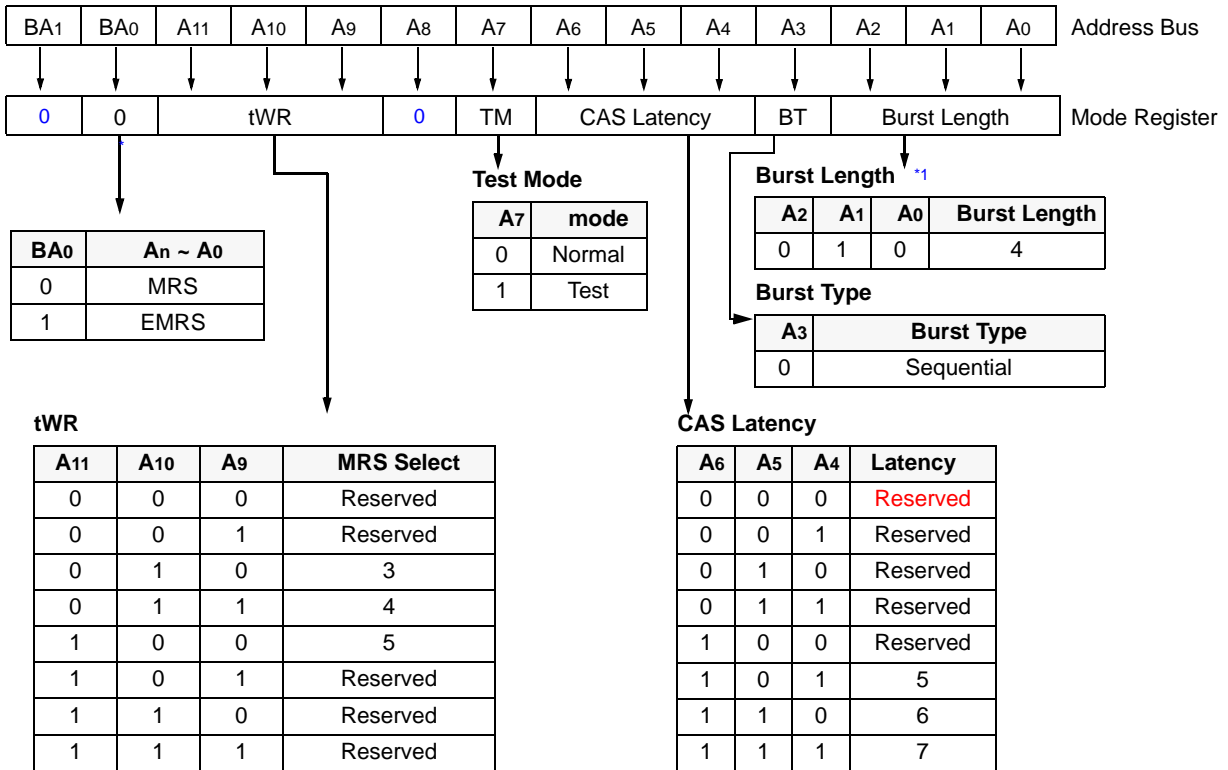 BA1 BA0 A11 A10 A9 A8 A7 A6 A5 A4 A3 A2 A1 A0 Address Bus
0 0 tWR 0 TM CAS Latency BT Burst Length Mode Register
*
Test Mode
A7 mode
0 Normal
1 Test
Burst Length *1
A2 A1 A0 Burst Length
0 1 0 4
BA0 An ~ A0
0 MRS
1 EMRS
Burst Type
A3 Burst Type
0 Sequential
tWR
A11 A10 A9 MRS Select
0 0 0 Reserved
0 0 1 Reserved
0 1 0 3
0 1 1 4
1 0 0 5
1 0 1 Reserved
1 1 0 Reserved
1 1 1 Reserved
CAS Latency
A6 A5 A4 Latency
0 0 0 Reserved
0 0 1 Reserved
0 1 0 Reserved
0 1 1 Reserved
1 0 0 Reserved
1 0 1 5
1 1 0 6
1 1 1 7